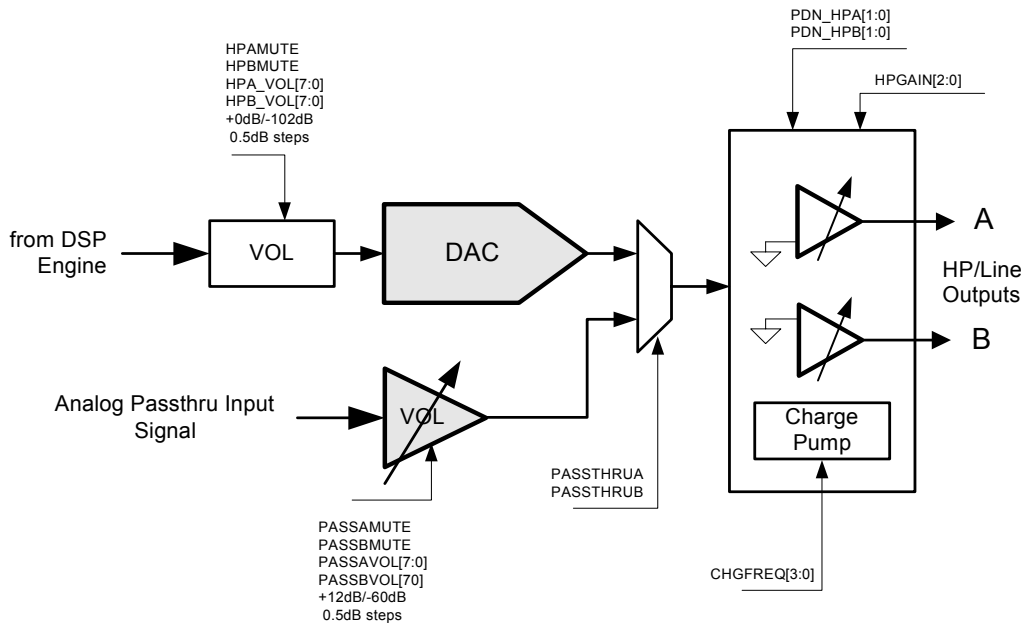 PDN_HPA[1:0]
PDN_HPB[1:0]
HPGAIN[2:0]
HPAMUTE
HPBMUTE
HPA_VOL[7:0]
HPB_VOL[7:0]
+0dB/-102dB
0.5dB steps
from DSP
Engine
VOL
DAC
A
HP/Line
Outputs
B
Analog Passthru Input
Signal
VOL
Charge
Pump
PASSTHRUA
PASSTHRUB
PASSAMUTE
PASSBMUTE
PASSAVOL[7:0]
PASSBVOL[70]
+12dB/-60dB
0.5dB steps
CHGFREQ[3:0]